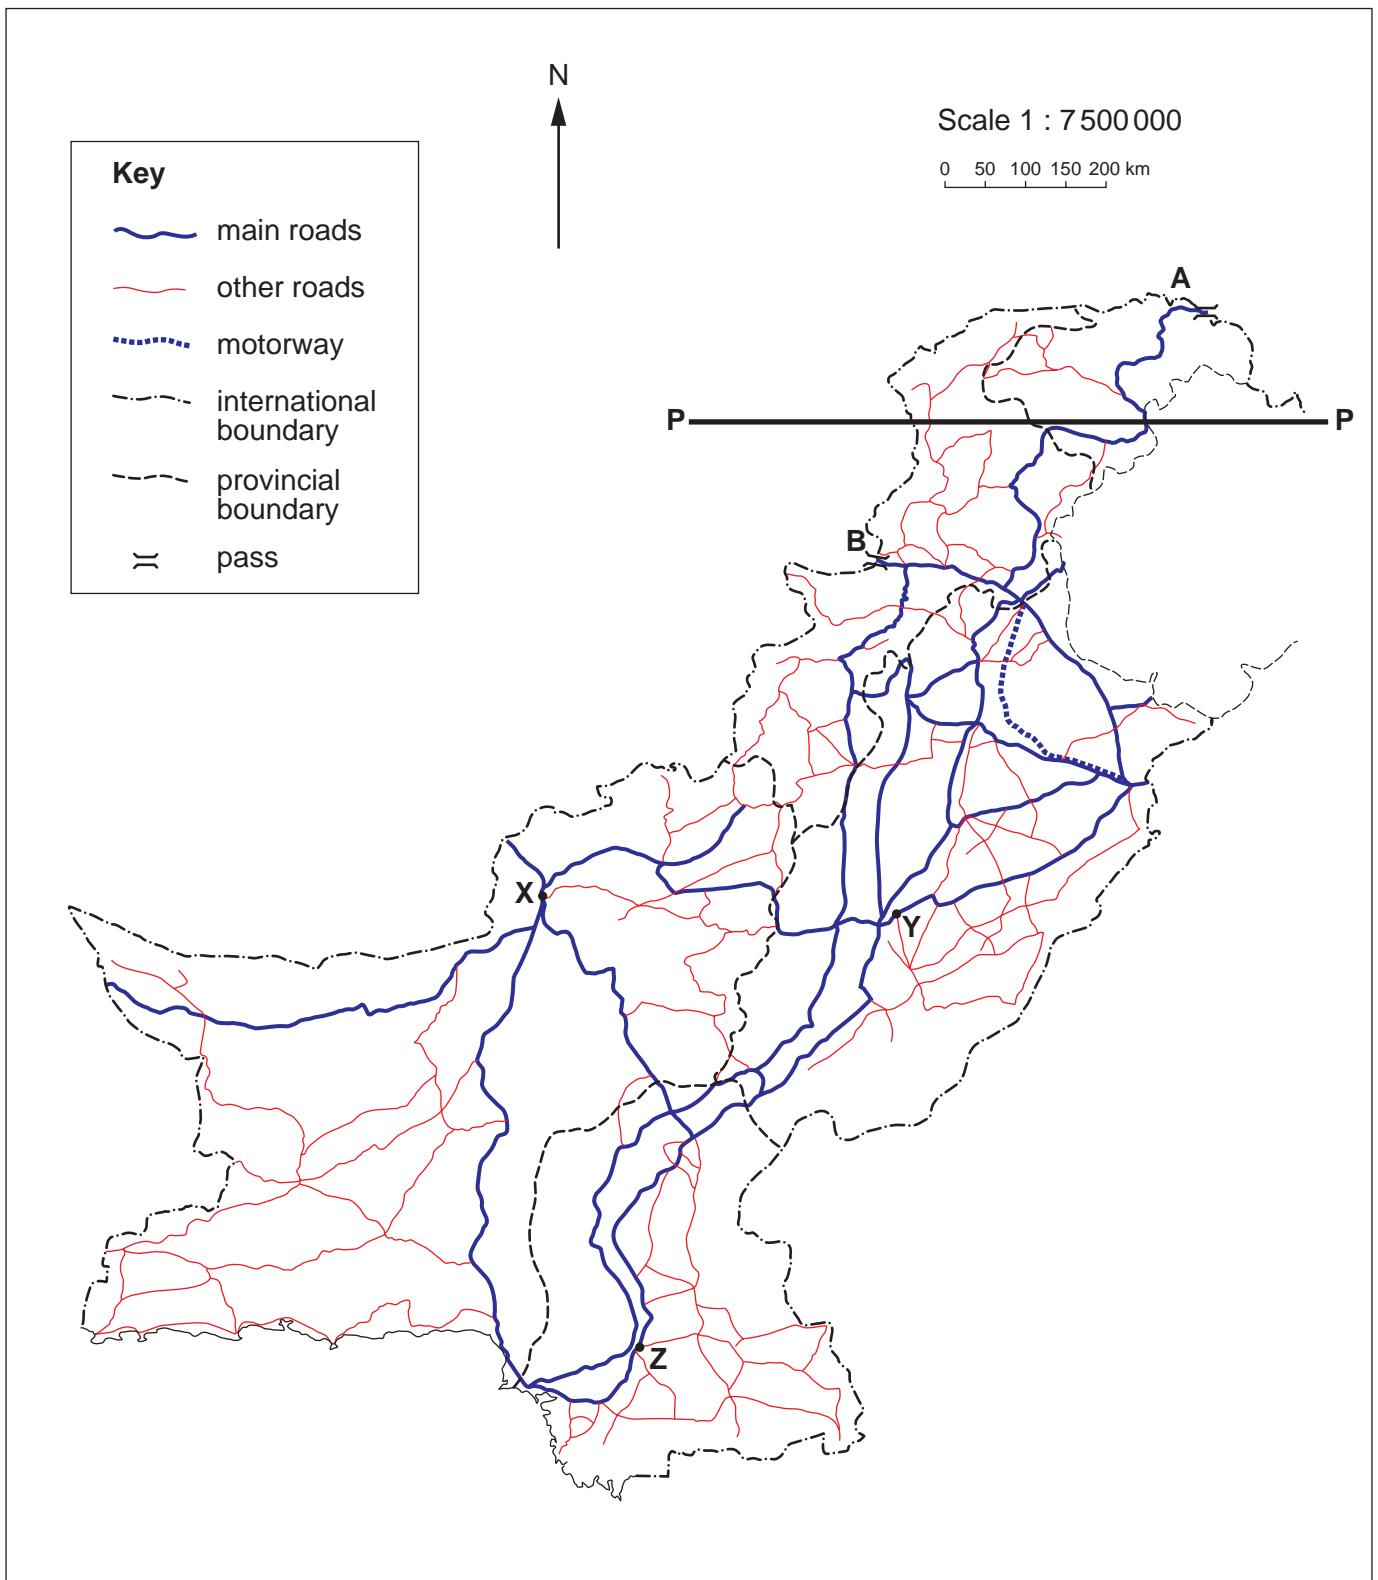 N
Scale 1 : 7 500 000
0 50 100 150 200 km
Key
main roads
other roads
motorway
international
boundary
provincial
boundary
pass
A
P
P
B
X
Y
Z